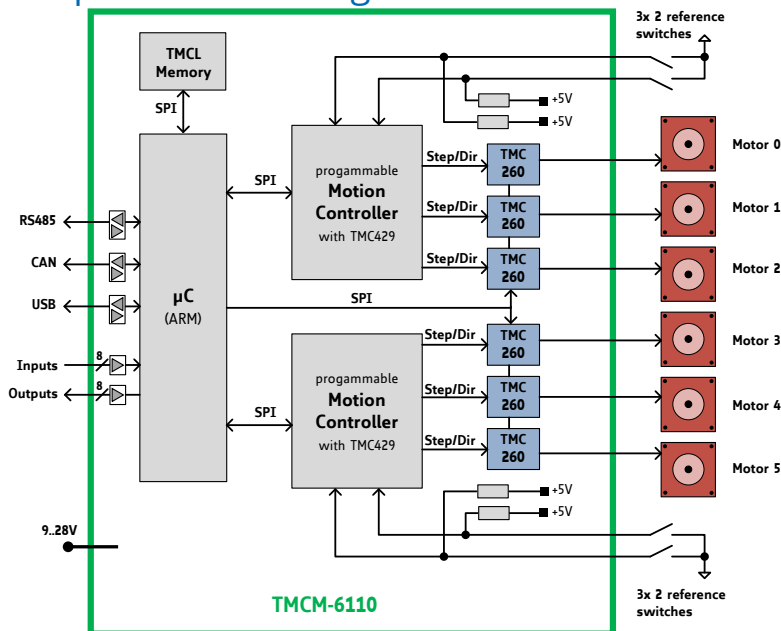 3x 2 reference
switches
TMCL
Memory
+5V
+5V
SPI
TMC
260
Motor 0
Step/Dir
progammable
Motion
Controller
with TMC429
SPI
Step/Dir
TMC
260
Motor 1
RS485
CAN
Step/Dir
TMC
260
Motor 2
USB
µC
(ARM)
SPI
Step/Dir
TMC
260
Motor 3
Inputs
8
Outputs
8
progammable
Motion
Controller
with TMC429
SPI
Step/Dir
TMC
260
Motor 4
Step/Dir
TMC
260
Motor 5
+5V
+5V
9..28V
3x 2 reference
switches
TMCM-6110